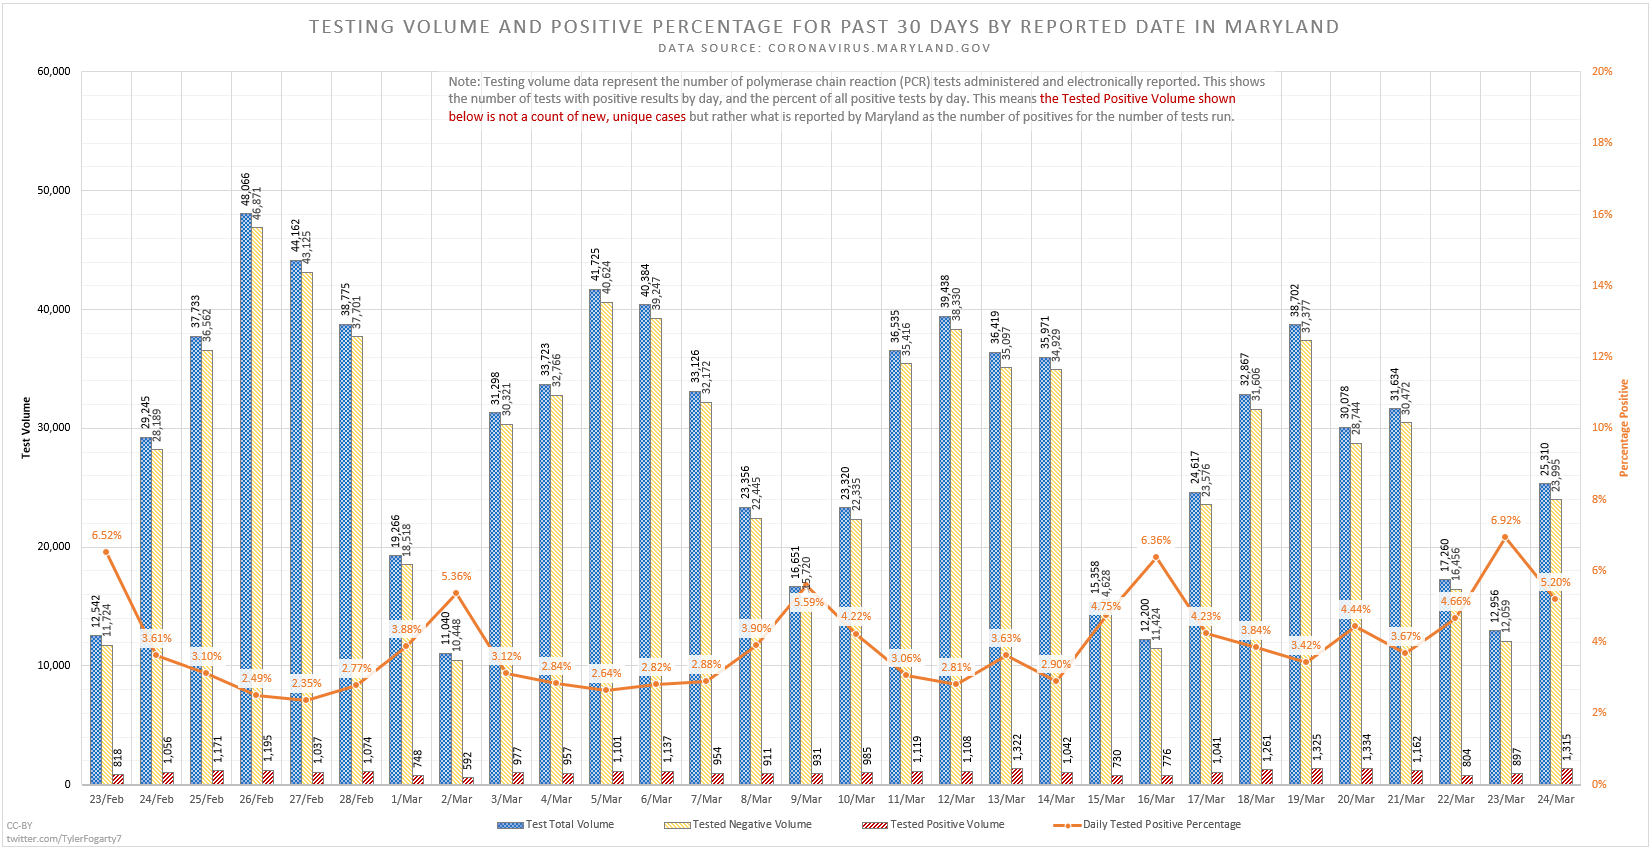 TESTING VOLUME AND POSITIVE PERCENTAGE FOR PAST 30 DAYS BY REPORTED DATE IN MARYLAND
DATA SOURCE: CORONAVIRUS.MARYLAND.GOV
Note: Testing volume data represent the number of polymerase chain reaction (PCR) tests administered and electronically reported. This shows
the number of tests with positive results by day, and the percent of all positive tests by day. This means the Tested Positive Volume shown
below is not a count of new, unique cases but rather what is reported by Maryland as the number of positives for the number of tests run.
Test Volume
60,000
50,000
40,000
30,000
20,000
10,000
0
Percentage Positive
20%
18%
16%
14%
12%
10%
8%
6%
4%
2%
0%
12,542 11,724 6.52% 818
29,245 28,189 3.61% 1,056
37,733 36,562 3.10% 1,171
48,066 46,871 2.49% 1,195
44,162 43,125 2.35% 1,037
38,775 37,701 2.77% 1,074
19,266 18,518 3.88% 748
11,040 10,448 5.36% 592
31,298 30,321 3.12% 977
33,723 32,766 2.84% 957
41,725 40,624 2.64% 1,101
40,384 39,247 2.82% 1,137
33,126 32,172 2.88% 954
23,356 22,445 3.90% 911
16,651 5.59% 931
23,320 22,335 4.22% 985
36,535 35,416 3.06% 1,119
39,438 38,330 2.81% 1,108
36,419 35,097 3.63% 1,322
35,971 34,929 2.90% 1,042
15,358 4.75% 730
12,200 11,424 6.36% 776
24,617 23,576 4.23% 1,041
32,867 31,606 3.84% 1,261
38,702 37,377 3.42% 1,325
30,078 28,744 4.44% 1,334
31,634 30,472 3.67% 1,162
17,260 16,456 4.66% 804
12,956 12,059 6.92% 897
25,310 23,995 5.20% 1,315
23/Feb 24/Feb 25/Feb 26/Feb 27/Feb 28/Feb 1/Mar 2/Mar 3/Mar 4/Mar 5/Mar 6/Mar 7/Mar 8/Mar 9/Mar 10/Mar 11/Mar 12/Mar 13/Mar 14/Mar 15/Mar 16/Mar 17/Mar 18/Mar 19/Mar 20/Mar 21/Mar 22/Mar 23/Mar 24/Mar
Test Total Volume Tested Negative Volume Tested Positive Volume Daily Tested Positive Percentage
CC-BY
twitter.com/TylerFogarty7